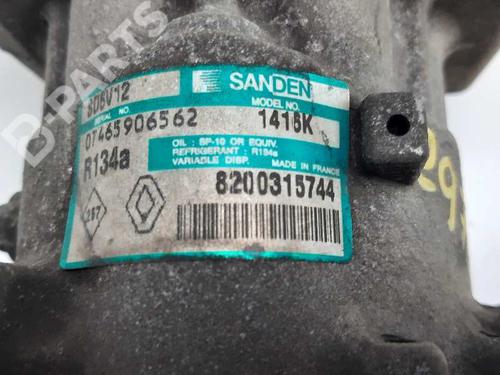 B-PARTS
SD6V12
SANDEN
SERIAL NO.
MODEL NO.
07465906562
1416K
R134a
OIL : SP-10 OR EQUIV.
REFRIGERANT : R134a
VARIABLE DISP. MADE IN FRANCE
8200315744
267